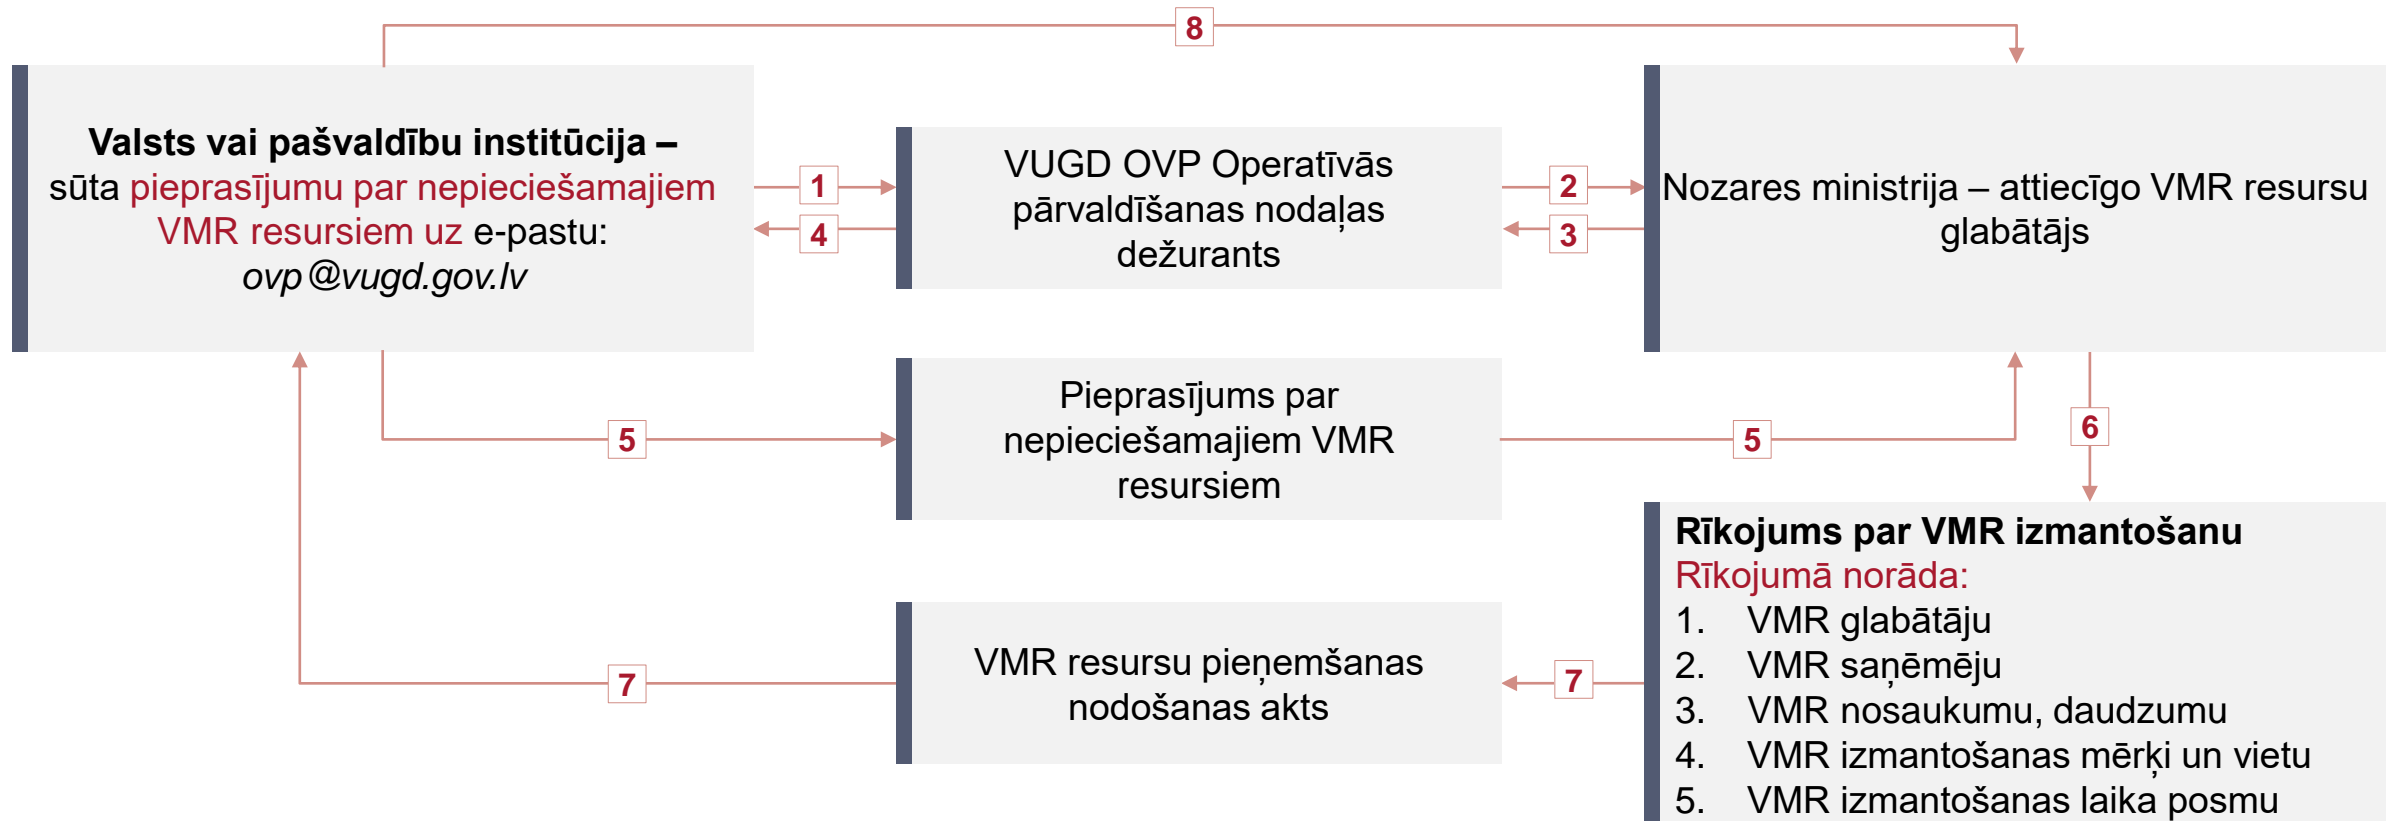 8
Valsts vai pašvaldību institūcija –
sūta pieprasījumu par nepieciešamajiem
VMR resursiem uz e-pastu:
ovp@vugd.gov.lv
1
4
VUGD OVP Operatīvās
pārvaldīšanas nodaļas
dežurants
2
3
Nozares ministrija – attiecīgo VMR resursu
glabātājs
5
Pieprasījums par
nepieciešamajiem VMR
resursiem
5
6
Rīkojums par VMR izmantošanu
Rīkojumā norāda:
1. VMR glabātāju
2. VMR saņēmēju
3. VMR nosaukumu, daudzumu
4. VMR izmantošanas mērķi un vietu
5. VMR izmantošanas laika posmu
7
VMR resursu pieņemšanas
nodošanas akts
7